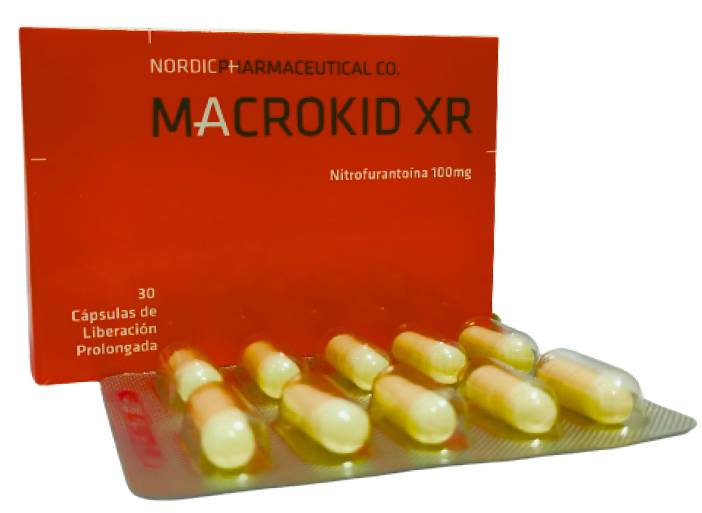 NORDICPHARMACEUTICAL CO.
MACROKID XR
Nitrofurantoína 100mg
30
Cápsulas de
Liberación
Prolongada